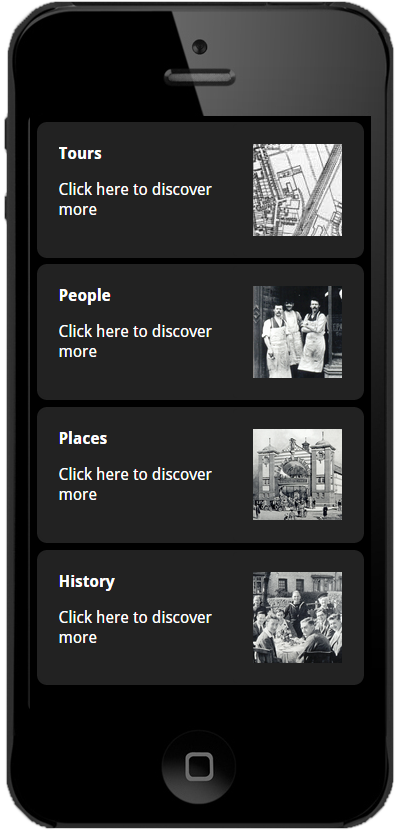 Tours
Click here to discover
more
People
Click here to discover
more
Places
Click here to discover
more
History
Click here to discover
more